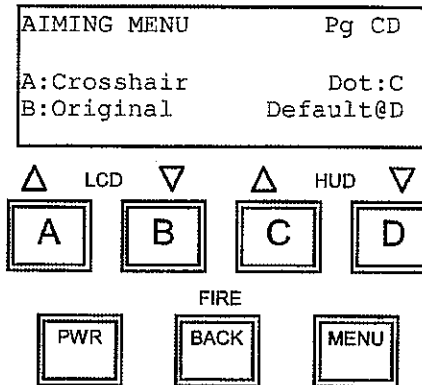 AIMING MENU Pg CD
A:Crosshair Dot:C
B:Original Default@D
LCD HUD
A B C D
FIRE
PWR BACK MENU